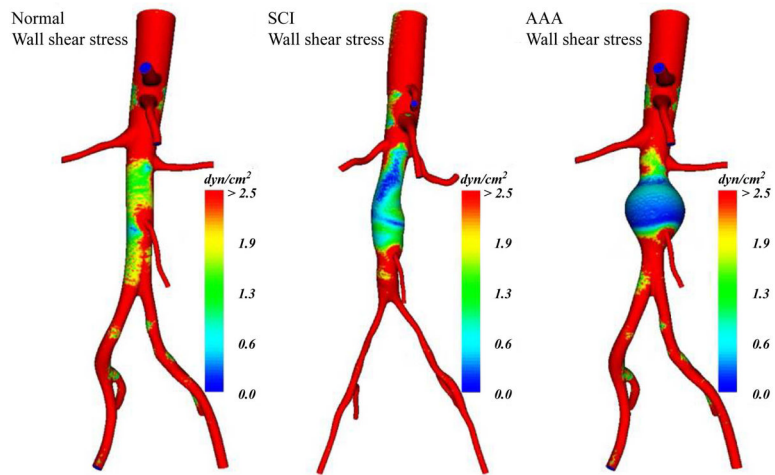 Normal
Wall shear stress
SCI
Wall shear stress
AAA
Wall shear stress
dyn/cm²
> 2.5
1.9
1.3
0.6
0.0
dyn/cm²
> 2.5
1.9
1.3
0.6
0.0
dyn/cm²
> 2.5
1.9
1.3
0.6
0.0